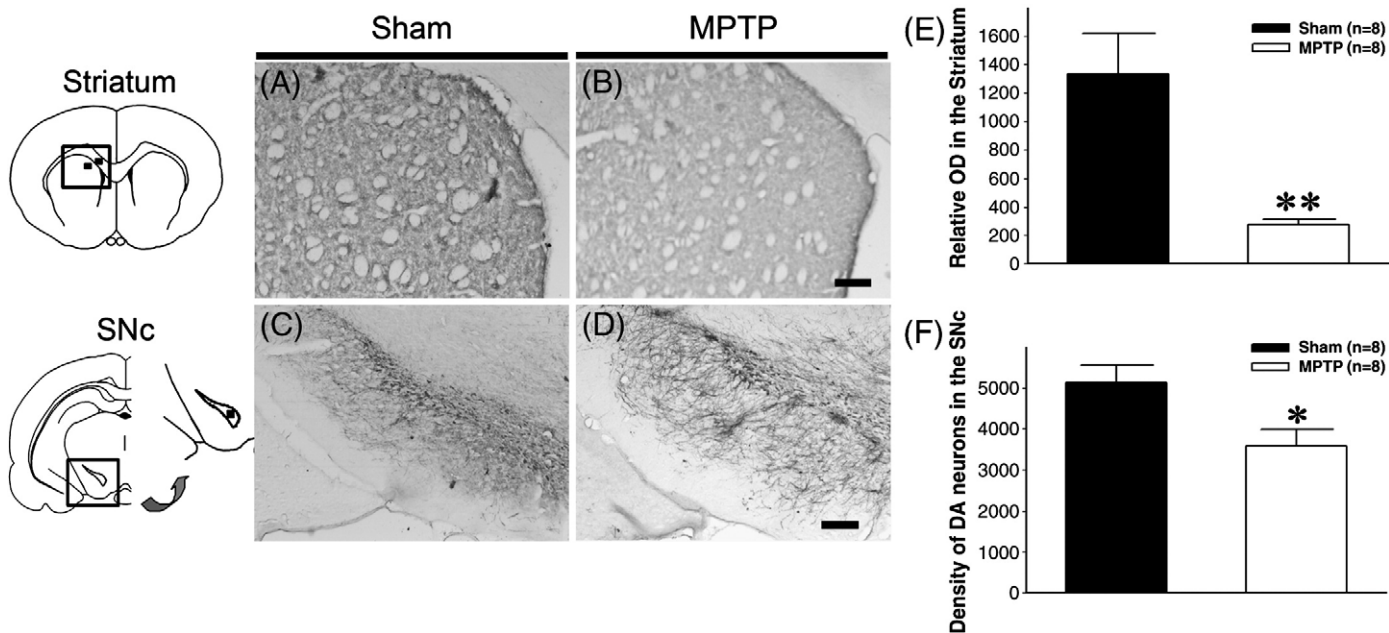 Sham
MPTP
Striatum
(A)
(B)
SNc
(C)
(D)
(E)
Relative OD in the Striatum
1600
1400
1200
1000
800
600
400
200
0
Sham (n=8)
MPTP (n=8)
**
(F)
Density of DA neurons in the SNc
5000
4000
3000
2000
1000
0
Sham (n=8)
MPTP (n=8)
*